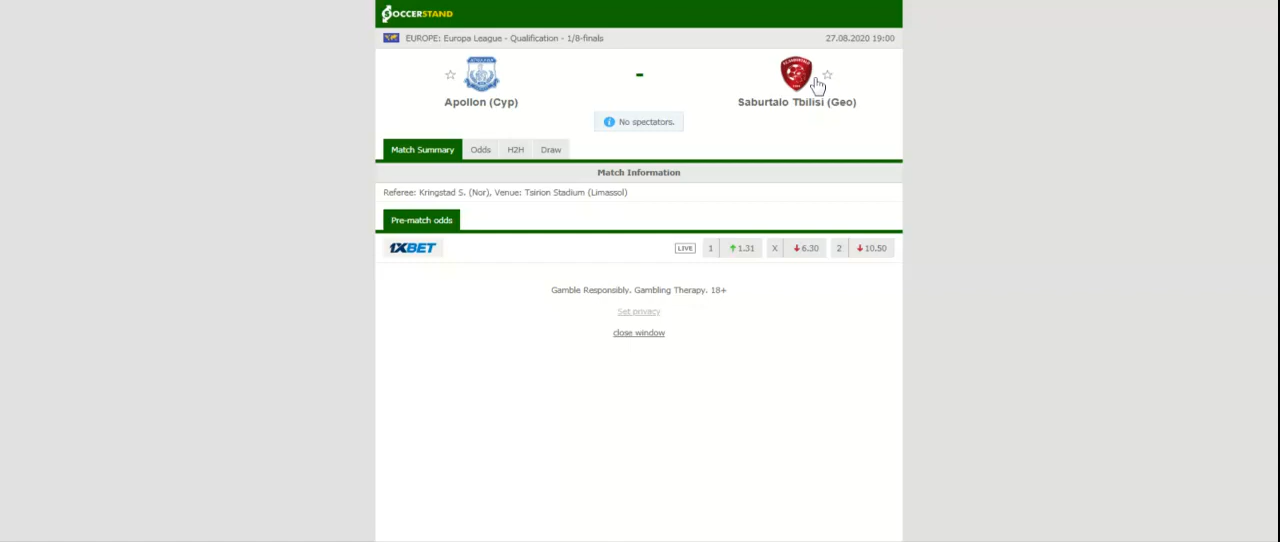 SOCCERSTAND
EUROPE: Europa League - Qualification - 1/8-finals 27.08.2020 19:00
Apollon (Cyp) - Saburtalo Tbilisi (Geo)
No spectators.
Match Summary Odds H2H Draw
Match Information
Referee: Kringstad S. (Nor), Venue: Tsirion Stadium (Limassol)
Pre-match odds
1XBET LIVE 1 1.31 X 6.30 2 10.50
Gamble Responsibly. Gambling Therapy. 18+
Set privacy
close window